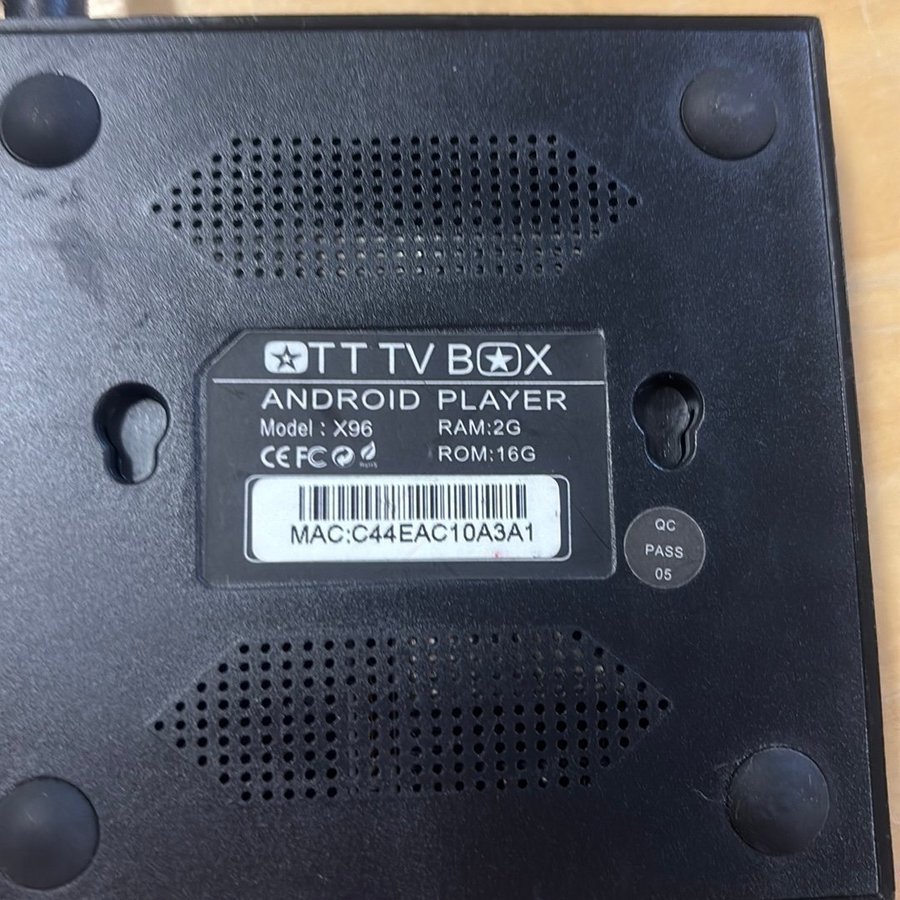 OTT TV BOX
ANDROID PLAYER
Model : X96 RAM:2G
CE FC ROM:16G
MAC:C44EAC10A3A1
QC
PASS
05